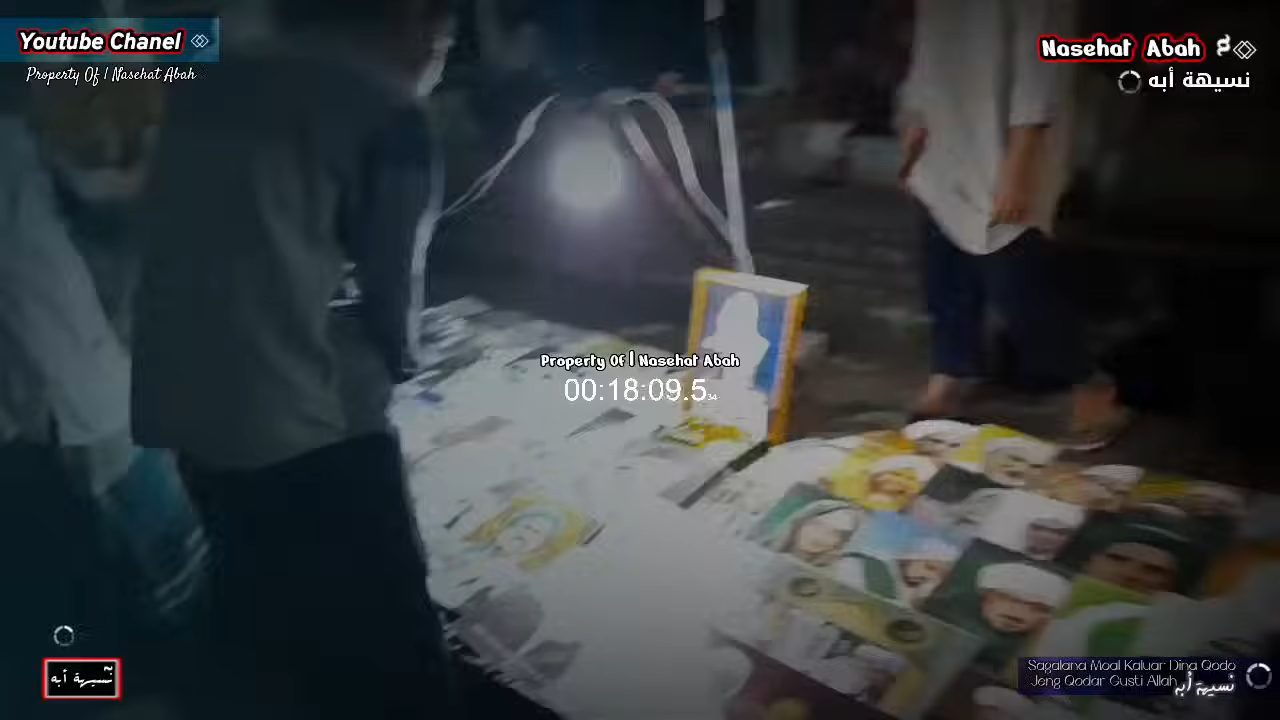 Youtube Chanel
Property Of | Nasehat Abah
Nasehat Abah
نسيهة أبه
Property Of | Nasehat Abah
00:18:09.534
نسيهة أبه
Sagalana Moal Kaluar Dina Qodo
Jeng Qodar Gusti Allah
نسيهة أبه